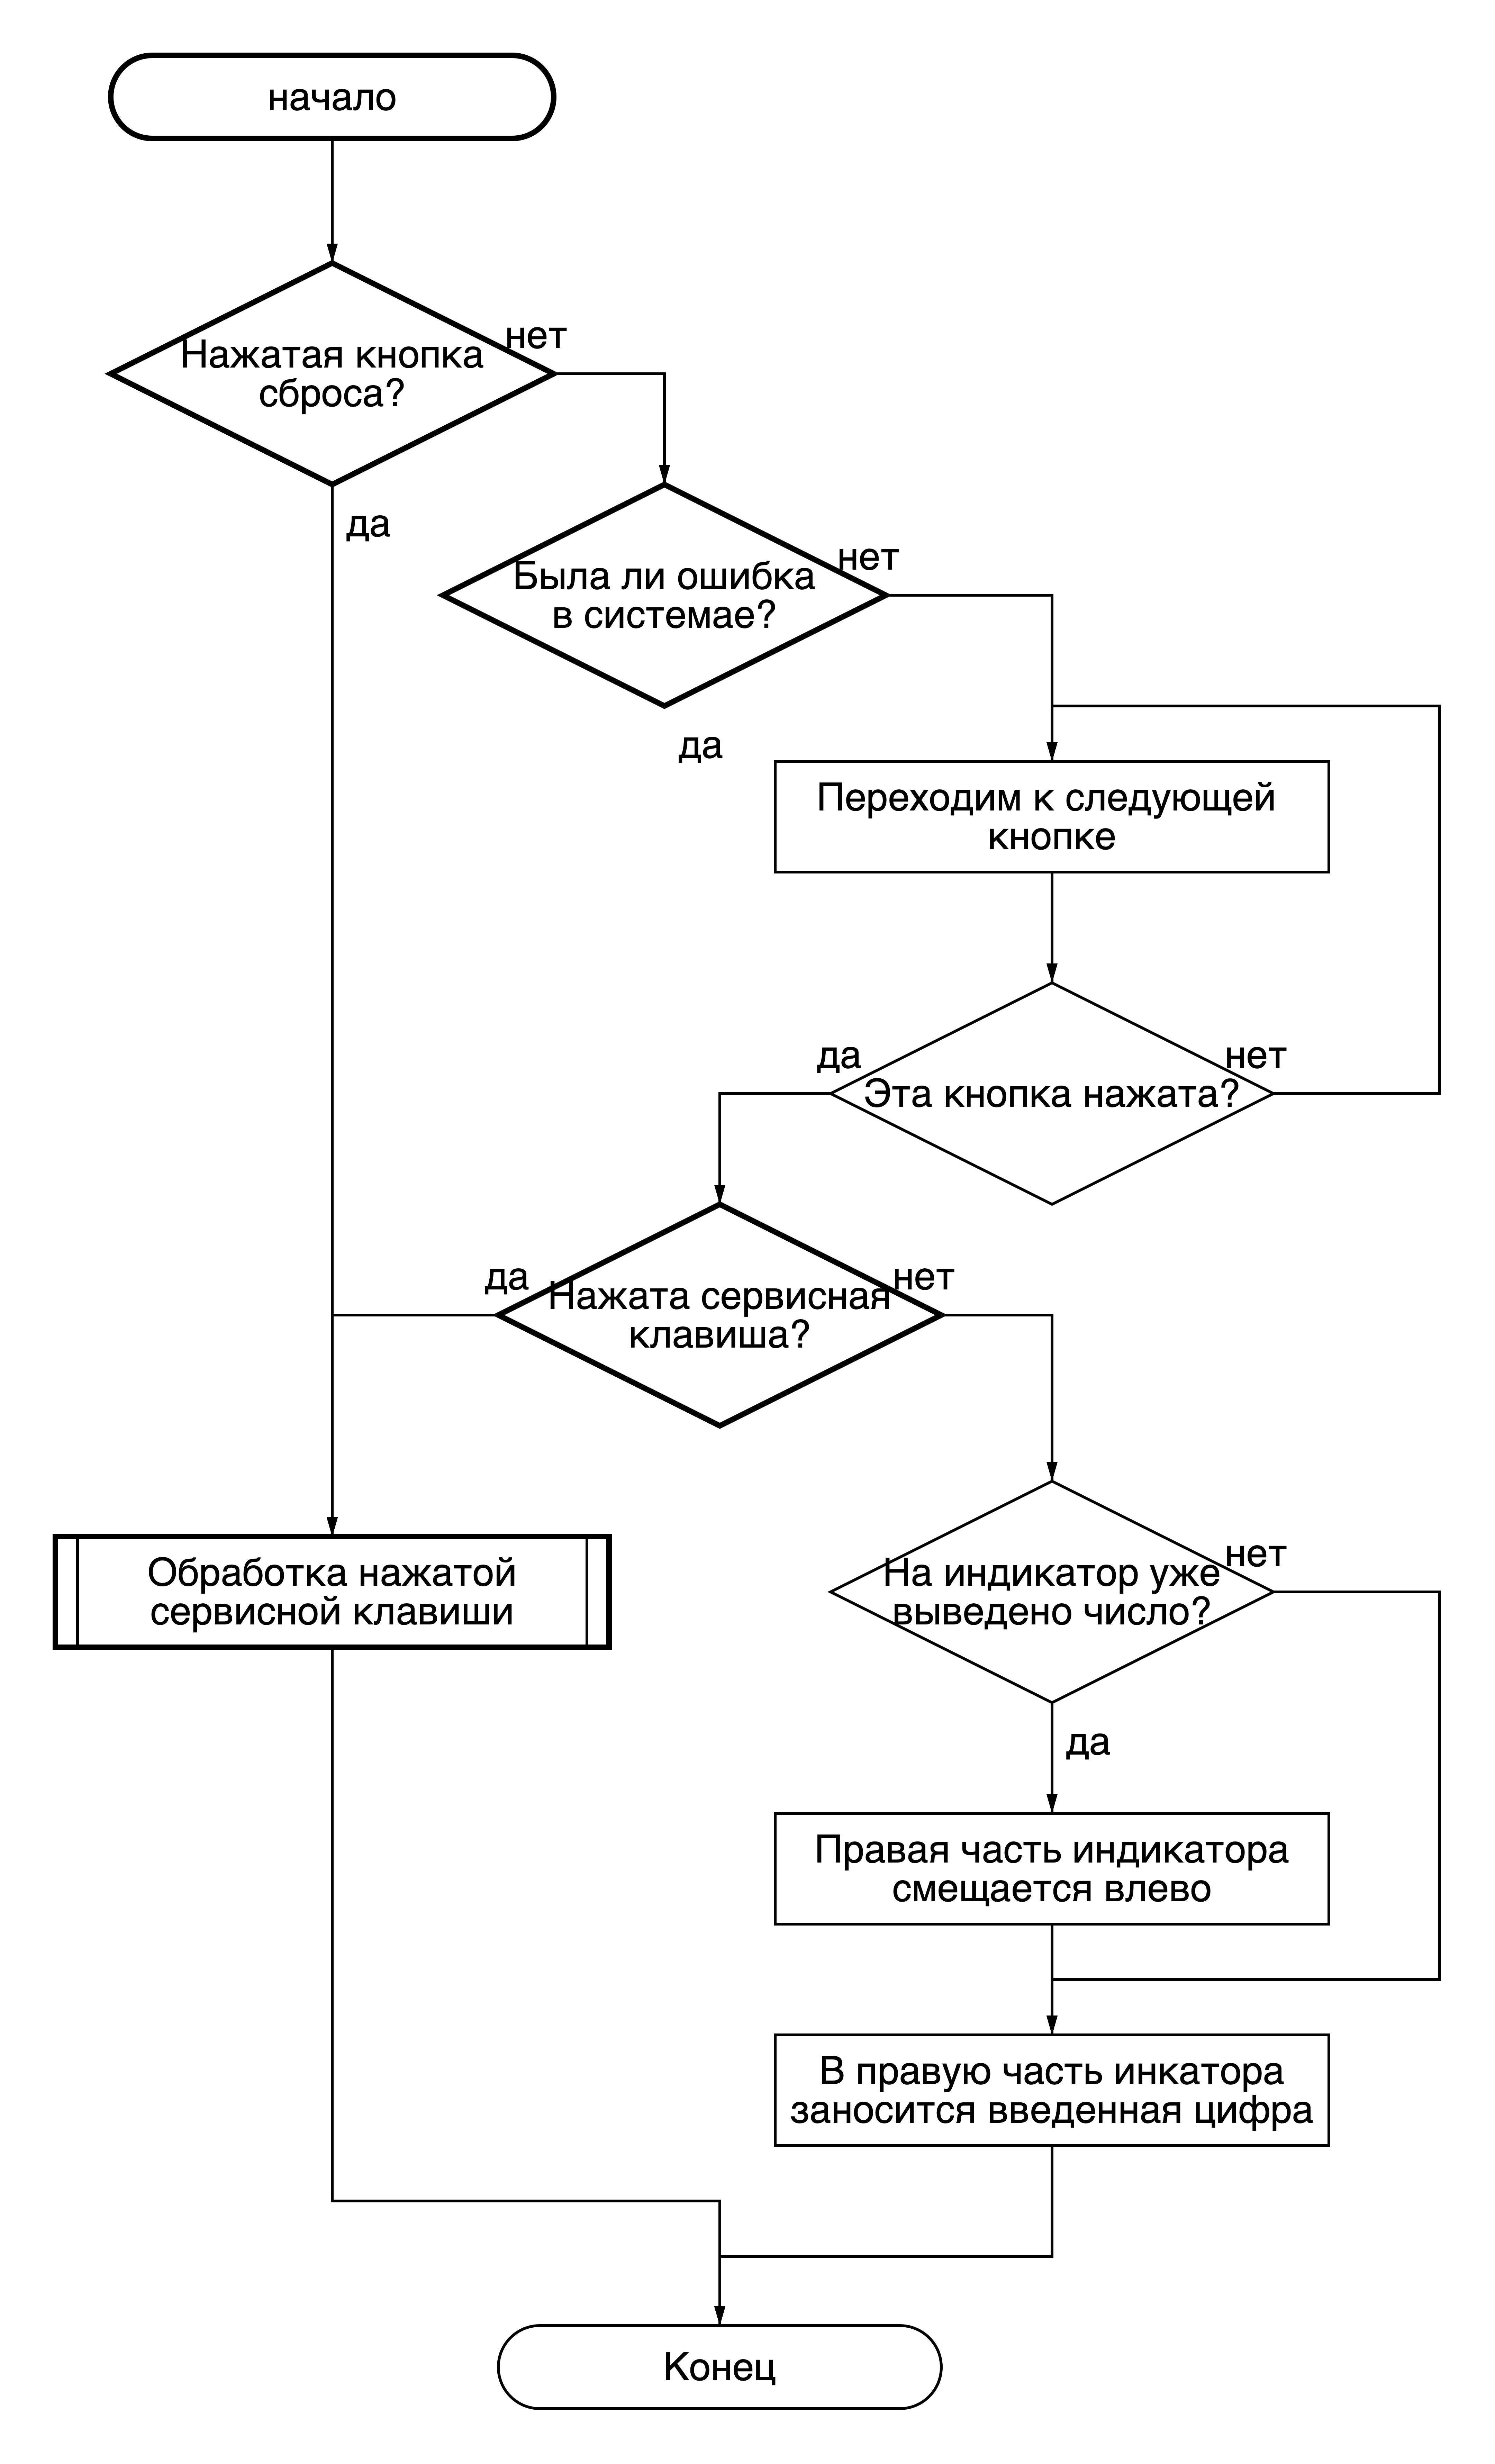 начало
Нажатая кнопка
сброса?
нет
да
Была ли ошибка
в системае?
нет
да
Переходим к следующей
кнопке
да
Эта кнопка нажата?
нет
да
Нажата сервисная
клавиша?
нет
Обработка нажатой
сервисной клавиши
На индикатор уже
выведено число?
нет
да
Правая часть индикатора
смещается влево
В правую часть инкатора
заносится введенная цифра
Конец